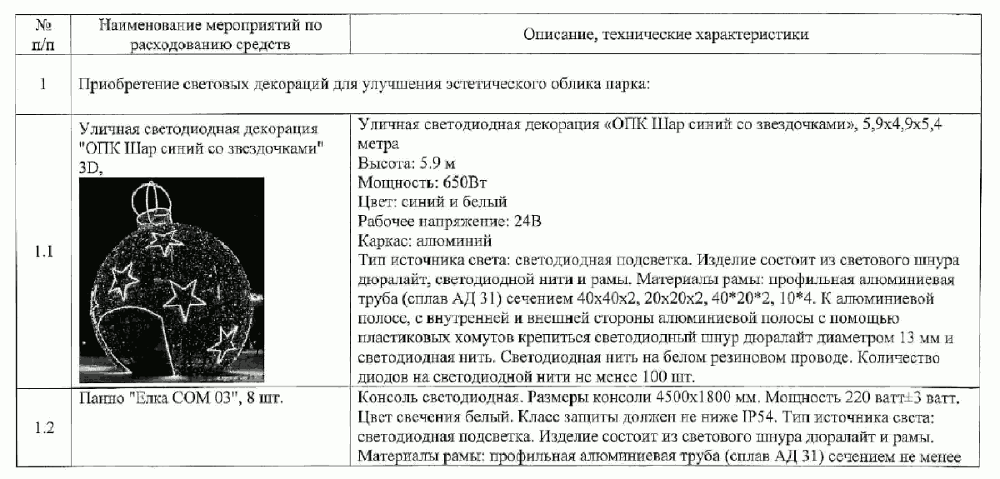 №
п/п
Наименование мероприятий по
расходованию средств
Описание, технические характеристики
1
Приобретение световых декораций для улучшения эстетического облика парка:
1.1
Уличная светодиодная декорация
"ОПК Шар синий со звездочками"
3D,
Уличная светодиодная декорация «ОПК Шар синий со звездочками», 5,9х4,9х5,4
метра
Высота: 5.9 м
Мощность: 650Вт
Цвет: синий и белый
Рабочее напряжение: 24В
Каркас: алюминий
Тип источника света: светодиодная подсветка. Изделие состоит из светового шнура
дюралайт, светодиодной нити и рамы. Материалы рамы: профильная алюминиевая
труба (сплав АД 31) сечением 40х40х2, 20х20х2, 40*20*2, 10*4. К алюминиевой
полосе, с внутренней и внешней стороны алюминиевой полосы с помощью
пластиковых хомутов крепиться светодиодный шнур дюралайт диаметром 13 мм и
светодиодная нить. Светодиодная нить на белом резиновом проводе. Количество
диодов на светодиодной нити не менее 100 шт.
1.2
Панно "Елка СОМ 03", 8 шт.
Консоль светодиодная. Размеры консоли 4500х1800 мм. Мощность 220 ватт±3 ватт.
Цвет свечения белый. Класс защиты должен не ниже IP54. Тип источника света:
светодиодная подсветка. Изделие состоит из светового шнура дюралайт и рамы.
Материалы рамы: профильная алюминиевая труба (сплав АД 31) сечением не менее